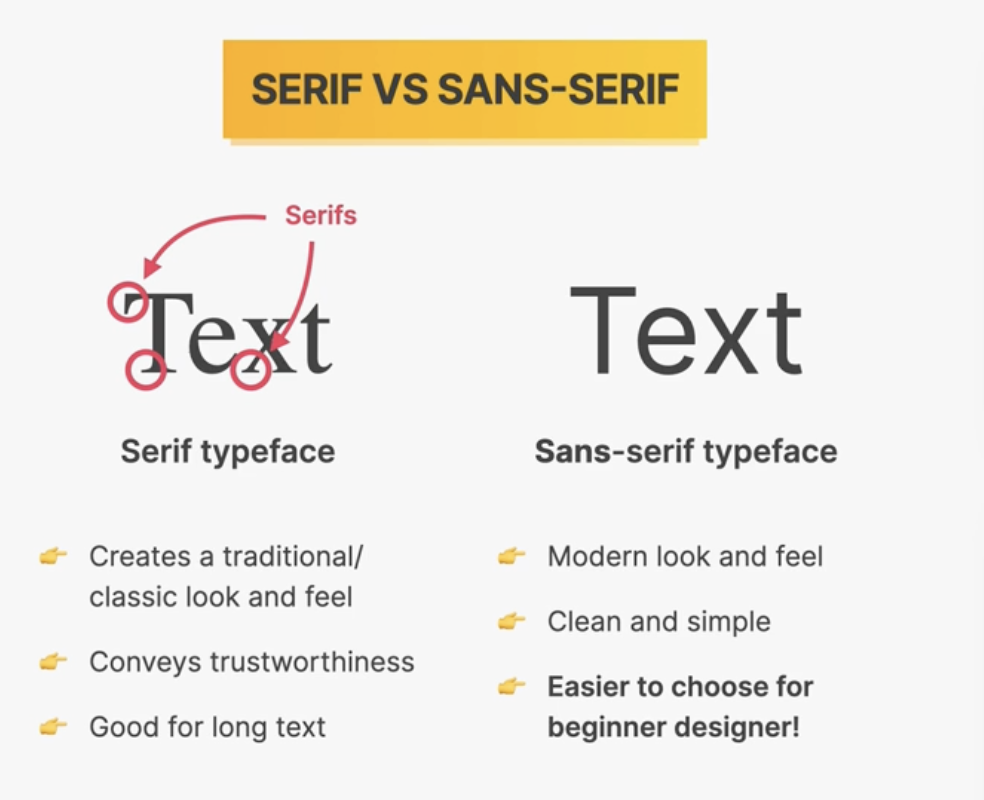 SERIF VS SANS-SERIF
Serifs
Text
Serif typeface
Creates a traditional/
classic look and feel
Conveys trustworthiness
Good for long text
Text
Sans-serif typeface
Modern look and feel
Clean and simple
Easier to choose for
beginner designer!